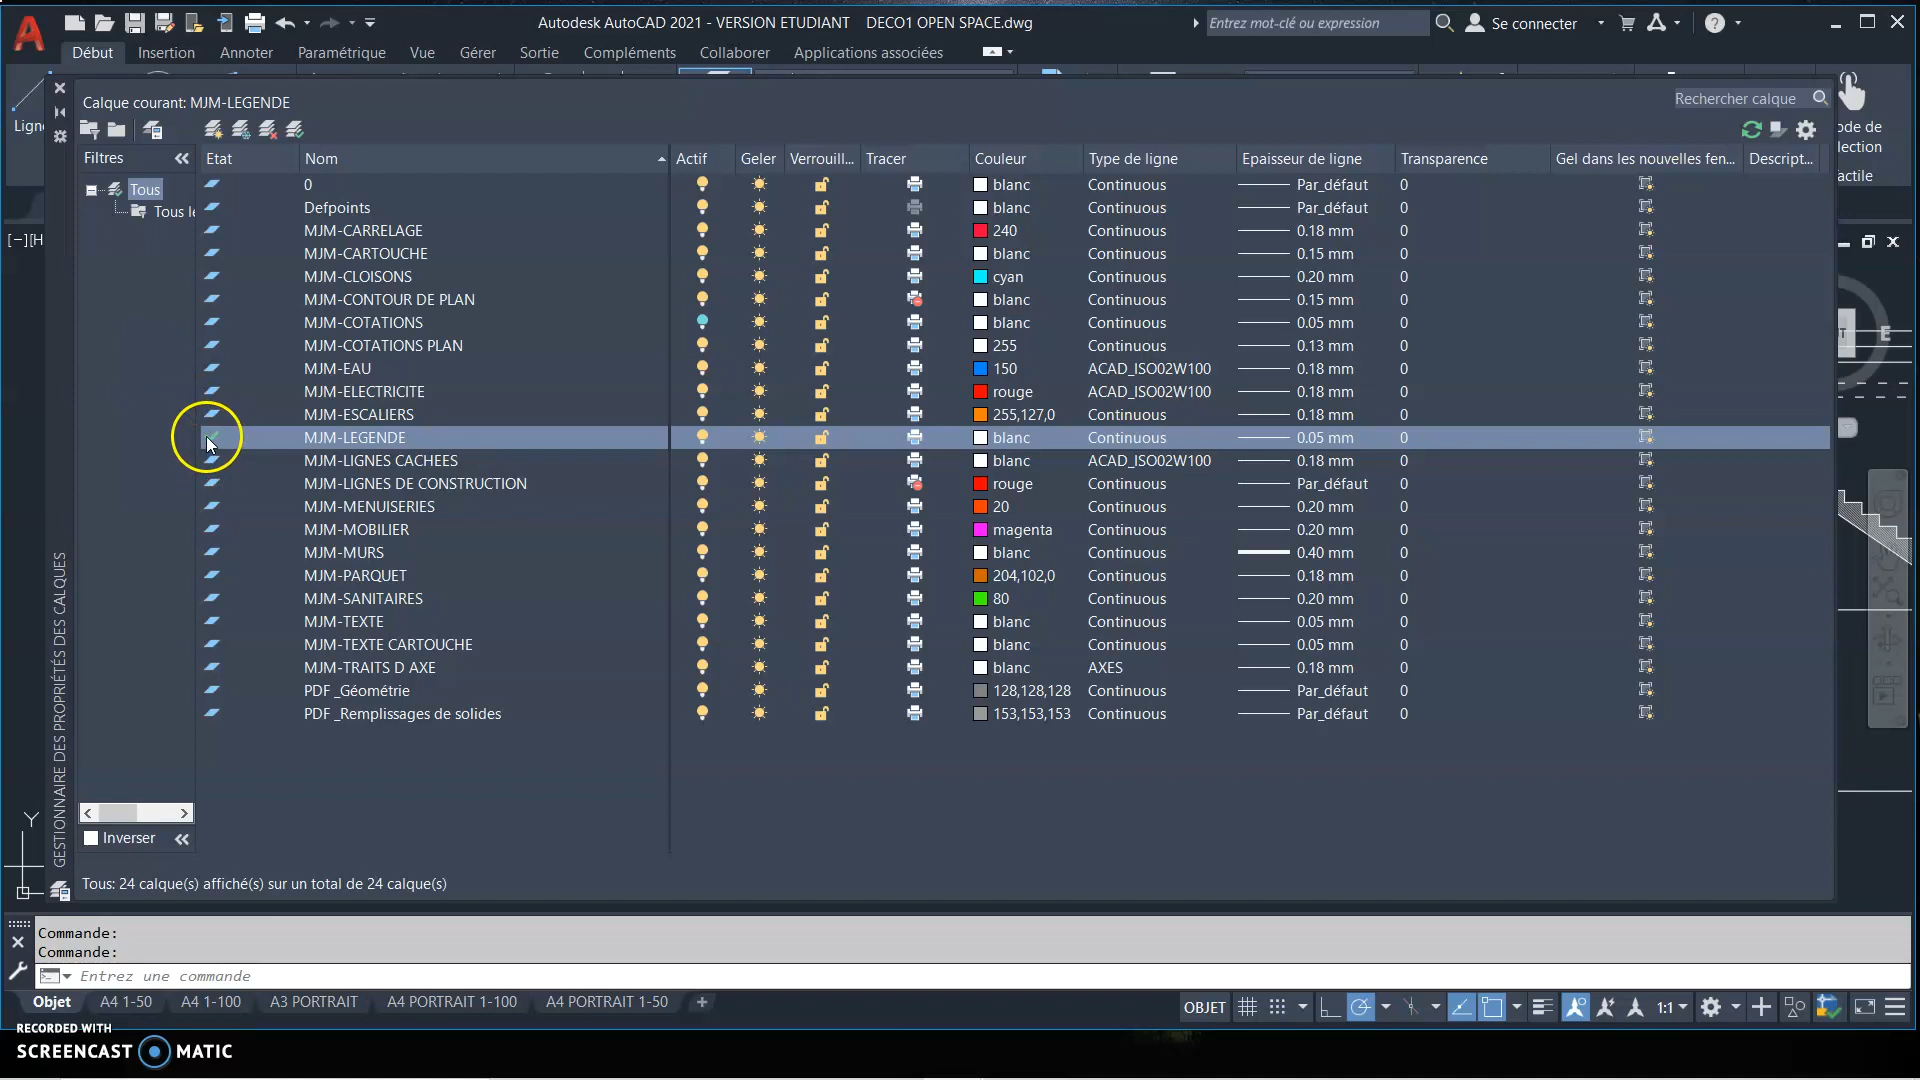 Autodesk AutoCAD 2021 - VERSION ETUDIANT DECO1 OPEN SPACE.dwg
Entrez mot-clé ou expression
Se connecter
Début Insertion Annoter Paramétrique Vue Gérer Sortie Compléments Collaborer Applications associées
Calque courant: MJM-LEGENDE
Rechercher calque
Lign
ode de
lection
actile
Filtres
Tous
Tous le
Etat Nom Actif Geler Verrouill... Tracer Couleur Type de ligne Epaisseur de ligne Transparence Gel dans les nouvelles fen... Descript...
0 blanc Continuous Par_défaut 0
Defpoints blanc Continuous Par_défaut 0
MJM-CARRELAGE 240 Continuous 0.18 mm 0
MJM-CARTOUCHE blanc Continuous 0.15 mm 0
MJM-CLOISONS cyan Continuous 0.20 mm 0
MJM-CONTOUR DE PLAN blanc Continuous 0.15 mm 0
MJM-COTATIONS blanc Continuous 0.05 mm 0
MJM-COTATIONS PLAN 255 Continuous 0.13 mm 0
MJM-EAU 150 ACAD_ISO02W100 0.18 mm 0
MJM-ELECTRICITE rouge ACAD_ISO02W100 0.18 mm 0
MJM-ESCALIERS 255,127,0 Continuous 0.18 mm 0
MJM-LEGENDE blanc Continuous 0.05 mm 0
MJM-LIGNES CACHEES blanc ACAD_ISO02W100 0.18 mm 0
MJM-LIGNES DE CONSTRUCTION rouge Continuous Par_défaut 0
MJM-MENUISERIES 20 Continuous 0.20 mm 0
MJM-MOBILIER magenta Continuous 0.20 mm 0
MJM-MURS blanc Continuous 0.40 mm 0
MJM-PARQUET 204,102,0 Continuous 0.18 mm 0
MJM-SANITAIRES 80 Continuous 0.20 mm 0
MJM-TEXTE blanc Continuous 0.05 mm 0
MJM-TEXTE CARTOUCHE blanc Continuous 0.05 mm 0
MJM-TRAITS D AXE blanc AXES 0.18 mm 0
PDF _Géométrie 128,128,128 Continuous Par_défaut 0
PDF _Remplissages de solides 153,153,153 Continuous Par_défaut 0
[−][H
E
Y
GESTIONNAIRE DES PROPRIÉTÉS DES CALQUES
Inverser
Tous: 24 calque(s) affiché(s) sur un total de 24 calque(s)
Commande:
Commande:
Entrez une commande
Objet A4 1-50 A4 1-100 A3 PORTRAIT A4 PORTRAIT 1-100 A4 PORTRAIT 1-50
OBJET 1:1
RECORDED WITH
SCREENCAST MATIC